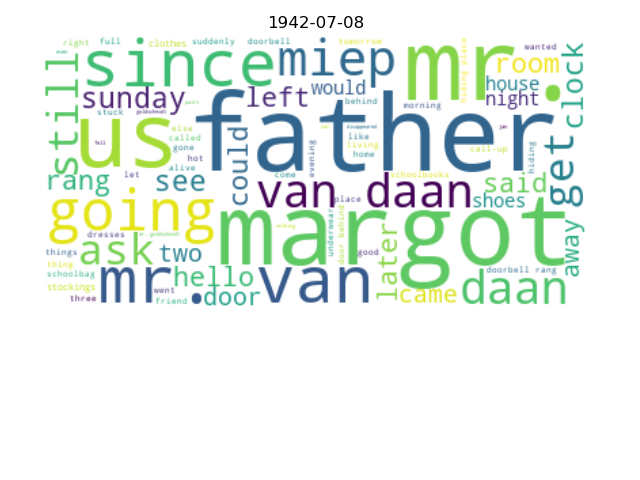 1942-07-08
right full clothes suddenly doorbell tomorrow
since miep mr.
still sunday left would room
wanted
hiding piece
clock
house
night
stuck behind morning
us father.
else
called
gone
hot
alive
could
evening
like
living
home
call-up
disappeared
get
hiding
rang let see come schoolbooks said
van daan
shoes
place
going margot
dresses
ask two
underwear
door behind
good
later
away
things
thing
schoolbag
stockings
three
hello
doorbell rang
mr. van daan
went
friend
door
came